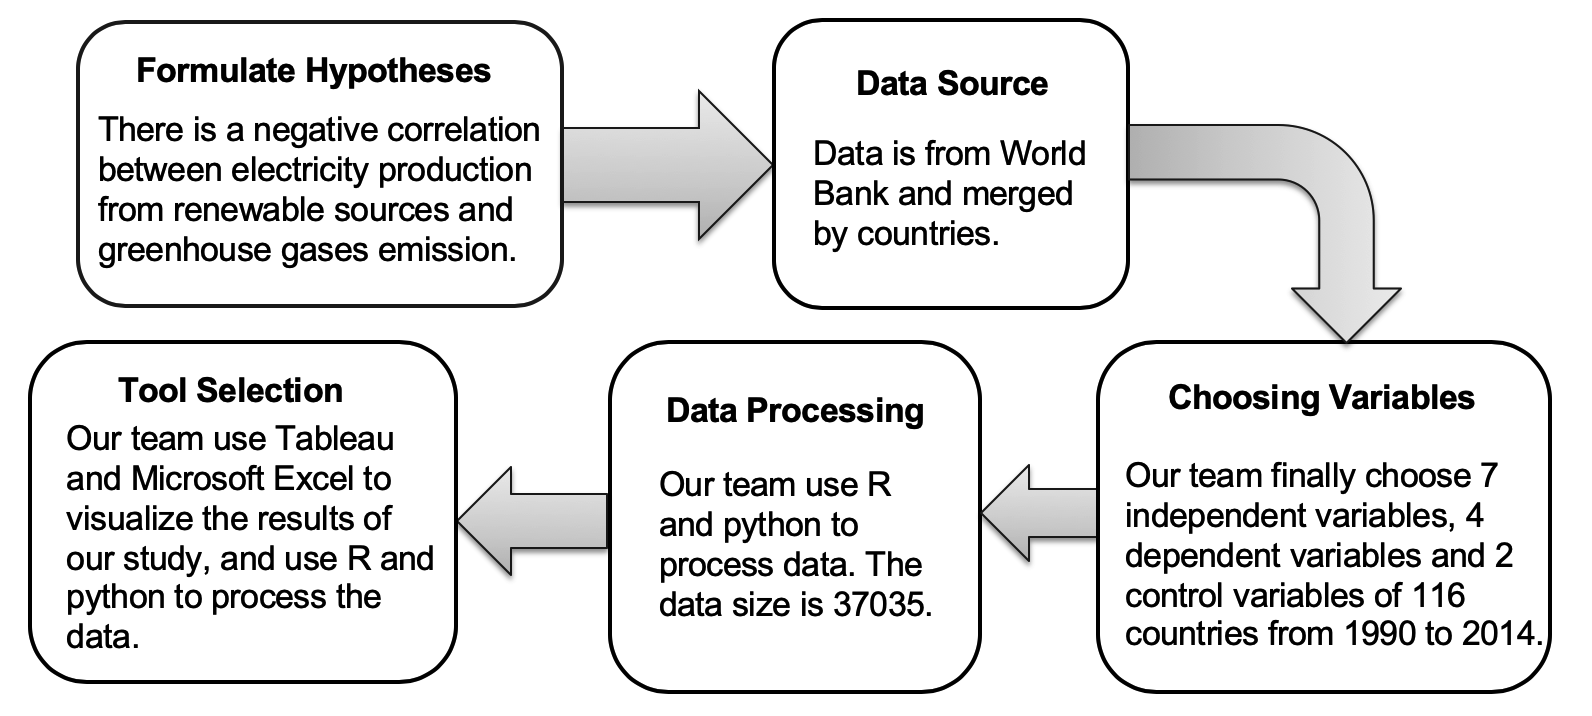 Formulate Hypotheses
There is a negative correlation
between electricity production
from renewable sources and
greenhouse gases emission.
Data Source
Data is from World
Bank and merged
by countries.
Choosing Variables
Our team finally choose 7
independent variables, 4
dependent variables and 2
control variables of 116
countries from 1990 to 2014.
Data Processing
Our team use R
and python to
process data. The
data size is 37035.
Tool Selection
Our team use Tableau
and Microsoft Excel to
visualize the results of
our study, and use R and
python to process the
data.